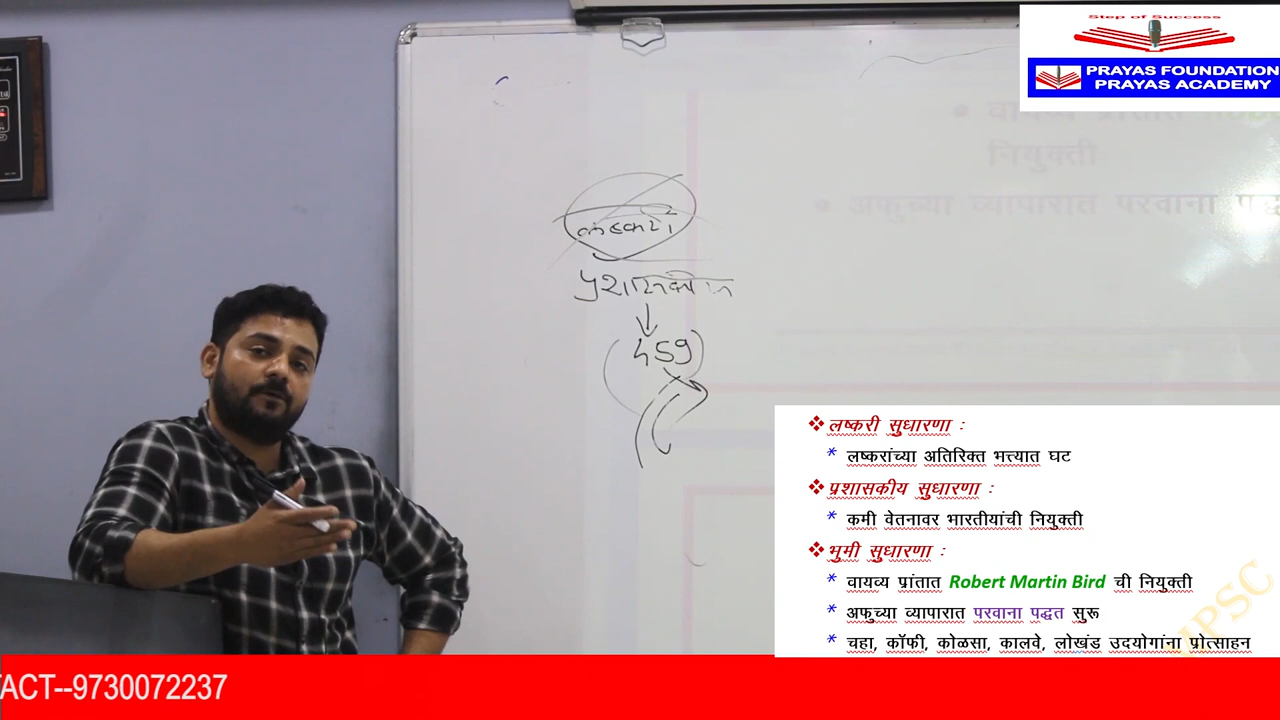 Step of Success
PRAYAS FOUNDATION
PRAYAS ACADEMY
वायव्य प्रांतात
नियुक्ती
अफुच्या व्यापारात परवाना
लष्करी
प्रशासकीय
459
लष्करी सुधारणा :
लष्करांच्या अतिरिक्त भत्त्यात घट
प्रशासकीय सुधारणा :
कमी वेतनावर भारतीयांची नियुक्ती
भुमी सुधारणा :
वायव्य प्रांतात Robert Martin Bird ची नियुक्ती
अफुच्या व्यापारात परवाना पद्धत सुरू
चहा, कॉफी, कोळसा, कालवे, लोखंड उदयोगांना प्रोत्साहन
ACT--9730072237